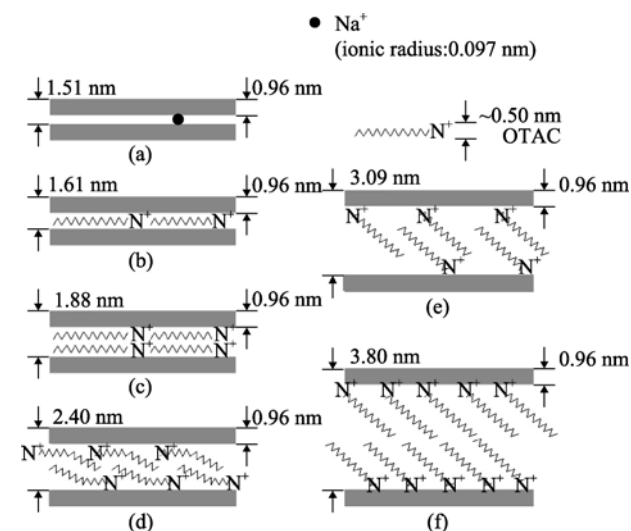 Na⁺
(ionic radius:0.097 nm)
1.51 nm
0.96 nm
(a)
N⁺
~0.50 nm
OTAC
1.61 nm
0.96 nm
N⁺ N⁺
(b)
1.88 nm
0.96 nm
N⁺ N⁺
N⁺ N⁺
(c)
2.40 nm
0.96 nm
N⁺ N⁺ N⁺
N⁺ N⁺ N⁺
(d)
3.09 nm
0.96 nm
N⁺ N⁺ N⁺
N⁺ N⁺
(e)
3.80 nm
0.96 nm
N⁺ N⁺ N⁺ N⁺ N⁺
N⁺ N⁺ N⁺ N⁺ N⁺
(f)